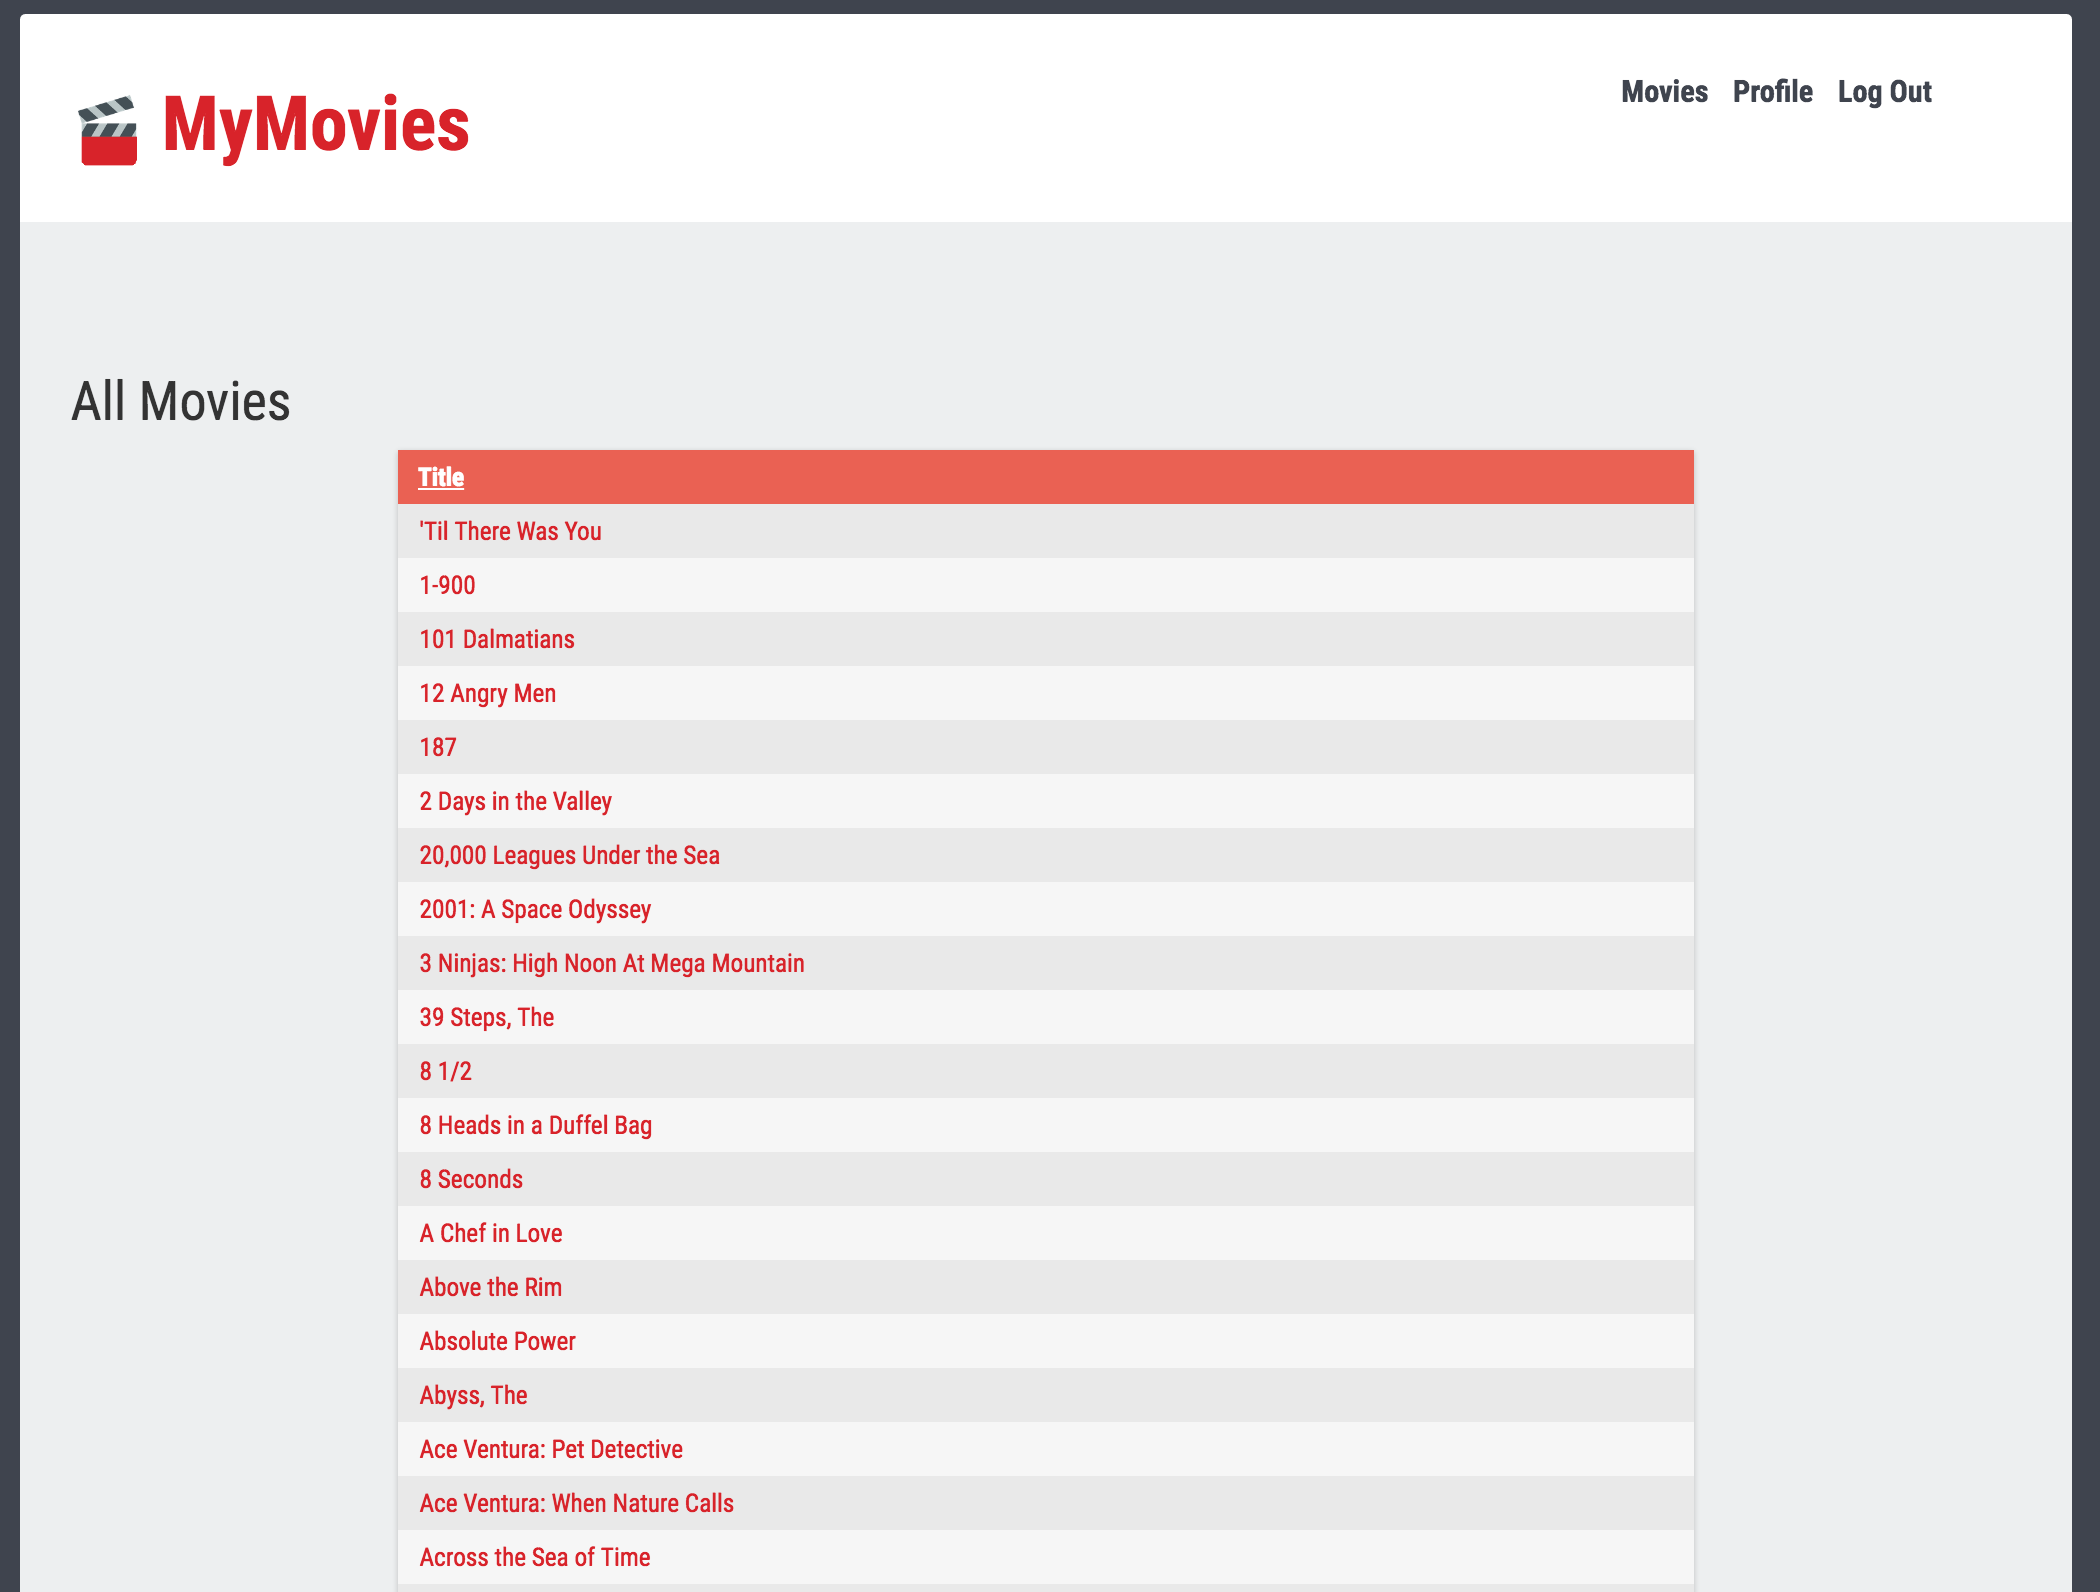 MyMovies
Movies Profile Log Out
All Movies
Title
'Til There Was You
1-900
101 Dalmatians
12 Angry Men
187
2 Days in the Valley
20,000 Leagues Under the Sea
2001: A Space Odyssey
3 Ninjas: High Noon At Mega Mountain
39 Steps, The
8 1/2
8 Heads in a Duffel Bag
8 Seconds
A Chef in Love
Above the Rim
Absolute Power
Abyss, The
Ace Ventura: Pet Detective
Ace Ventura: When Nature Calls
Across the Sea of Time